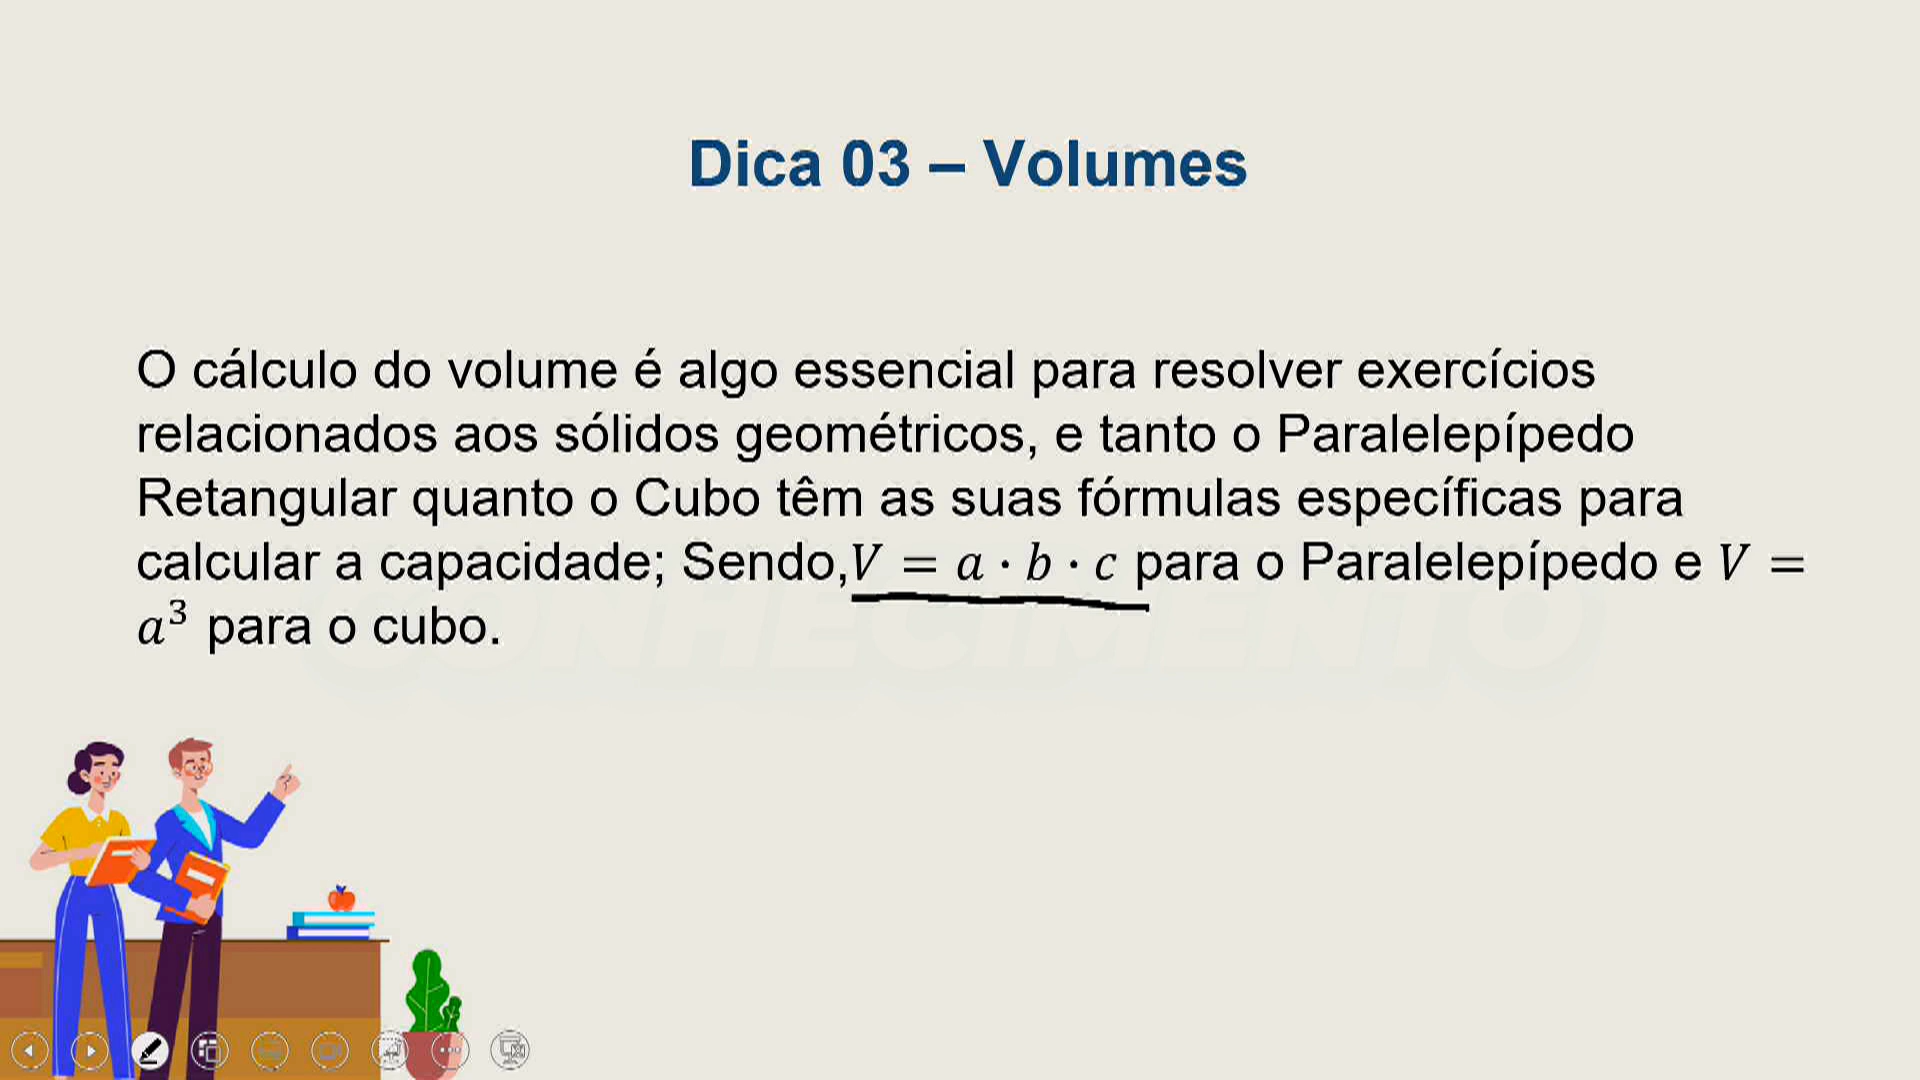 Dica 03 – Volumes
O cálculo do volume é algo essencial para resolver exercícios
relacionados aos sólidos geométricos, e tanto o Paralelepípedo
Retangular quanto o Cubo têm as suas fórmulas específicas para
calcular a capacidade; Sendo,V = a · b · c para o Paralelepípedo e V =
a³ para o cubo.
CONHECIMENTO